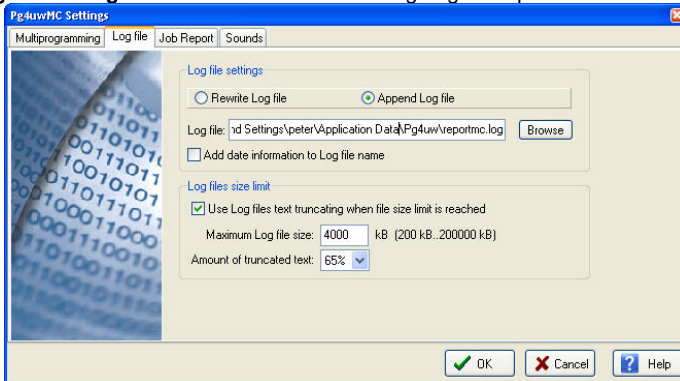 Pg4uwMC Settings
Multiprogramming Log file Job Report Sounds
Log file settings
Rewrite Log file Append Log file
Log file: nd Settings\peter\Application Data\Pg4uw\reportmc.log Browse
Add date information to Log file name
Log files size limit
Use Log files text truncating when file size limit is reached
Maximum Log file size: 4000 kB (200 kB..200000 kB)
Amount of truncated text: 65%
OK Cancel Help